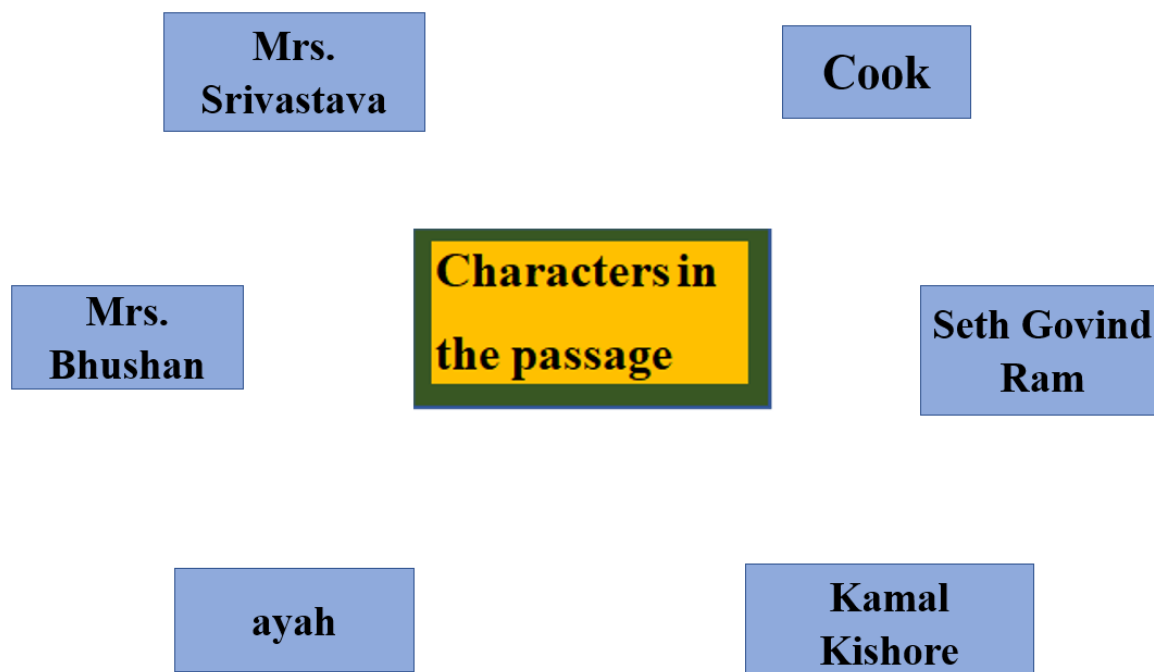 Mrs.
Srivastava
Cook
Characters in
the passage
Mrs.
Bhushan
Seth Govind
Ram
ayah
Kamal
Kishore